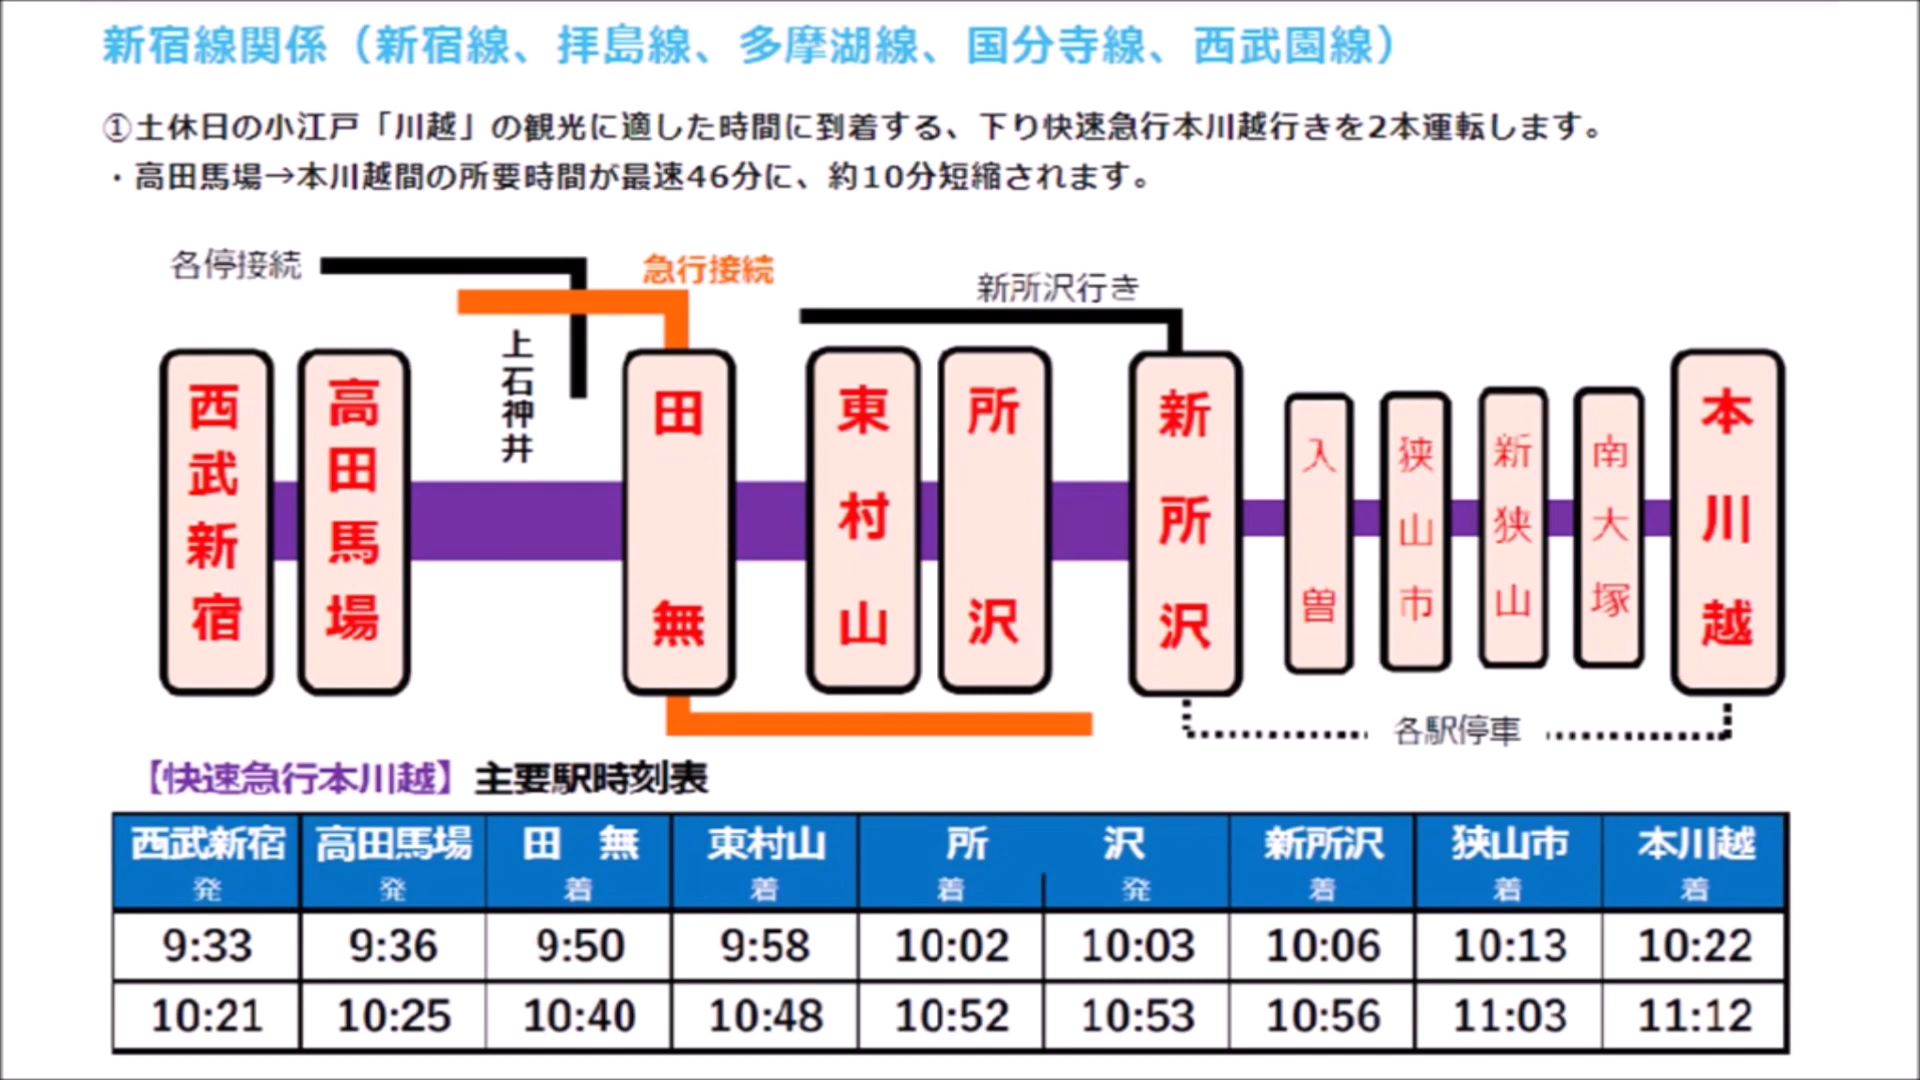 新宿線関係（新宿線、拝島線、多摩湖線、国分寺線、西武園線）
①土休日の小江戸「川越」の観光に適した時間に到着する、下り快速急行本川越行きを2本運転します。
・高田馬場→本川越間の所要時間が最速46分に、約10分短縮されます。
各停接続
急行接続
新所沢行き
上石神井
西武新宿
高田馬場
田無
東村山
所沢
新所沢
入曽
狭山市
新狭山
南大塚
本川越
各駅停車
【快速急行本川越】主要駅時刻表
西武新宿 高田馬場 田　無 東村山 所　沢 新所沢 狭山市 本川越
発 発 着 着 着 発 着 着 着
9:33 9:36 9:50 9:58 10:02 10:03 10:06 10:13 10:22
10:21 10:25 10:40 10:48 10:52 10:53 10:56 11:03 11:12